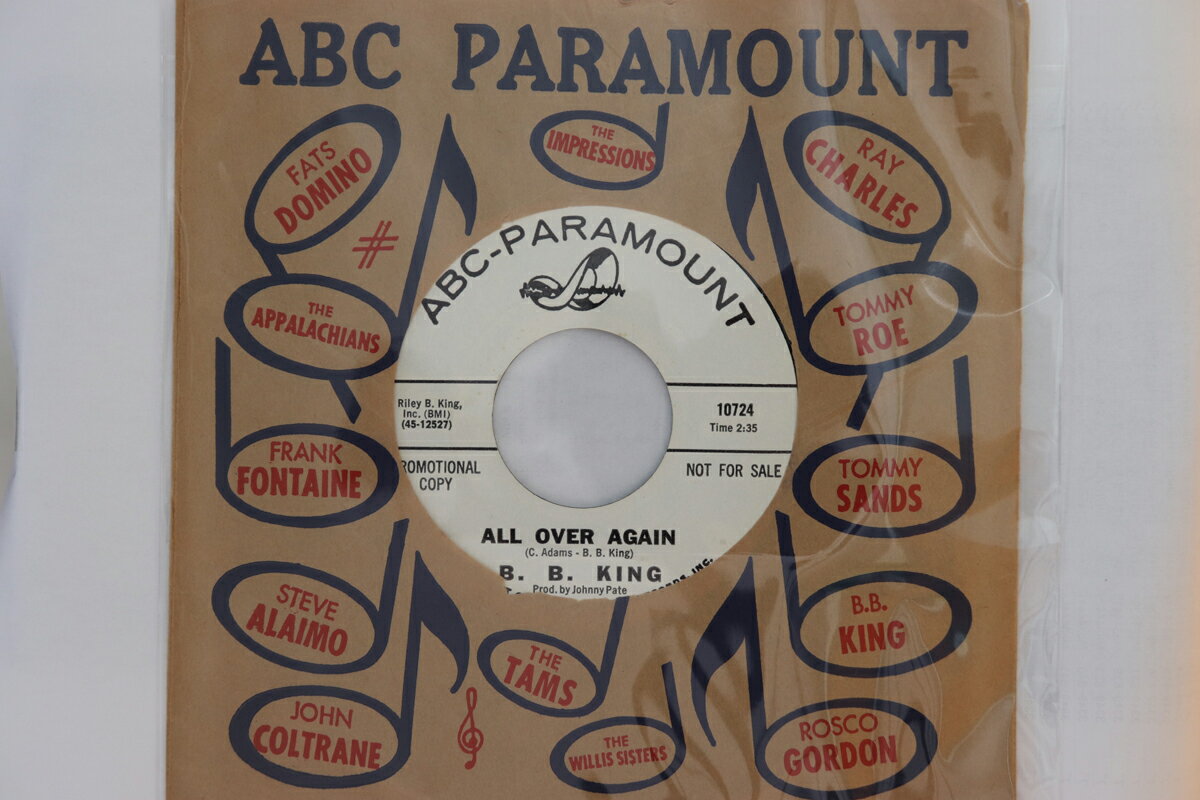 ABC PARAMOUNT
FATS
DOMINO
THE
IMPRESSIONS
RAY
CHARLES
THE
APPALACHIANS
TOMMY
ROE
FRANK
FONTAINE
TOMMY
SANDS
STEVE
ALAIMO
B.B.
KING
JOHN
COLTRANE
THE
TAMS
THE
WILLIS SISTERS
ROSCO
GORDON
ABC-PARAMOUNT
Riley B. King,
Inc. (BMI)
(45-12527)
10724
Time 2:35
ROMOTIONAL
COPY
NOT FOR SALE
ALL OVER AGAIN
(C. Adams - B. B. King)
B. B. KING
Prod. by Johnny Pate
INC.